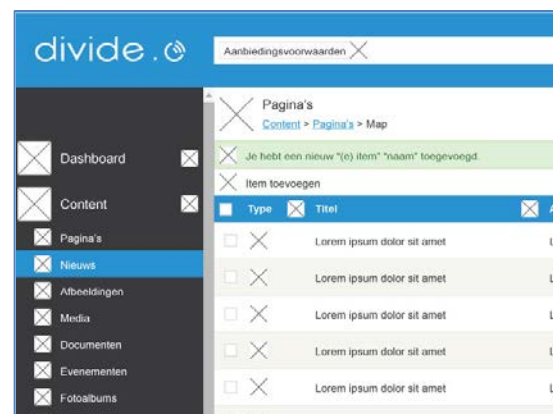 divide.
Aanbiedingsvoorwaarden
Pagina's
Content > Pagina's > Map
Je hebt een nieuw "(e) item" "naam" toegevoegd.
Item toevoegen
Type Titel
Lorem ipsum dolor sit amet
Lorem ipsum dolor sit amet
Lorem ipsum dolor sit amet
Lorem ipsum dolor sit amet
Lorem ipsum dolor sit amet
Dashboard
Content
Pagina's
Nieuws
Afbeeldingen
Media
Documenten
Evenementen
Fotoalbums